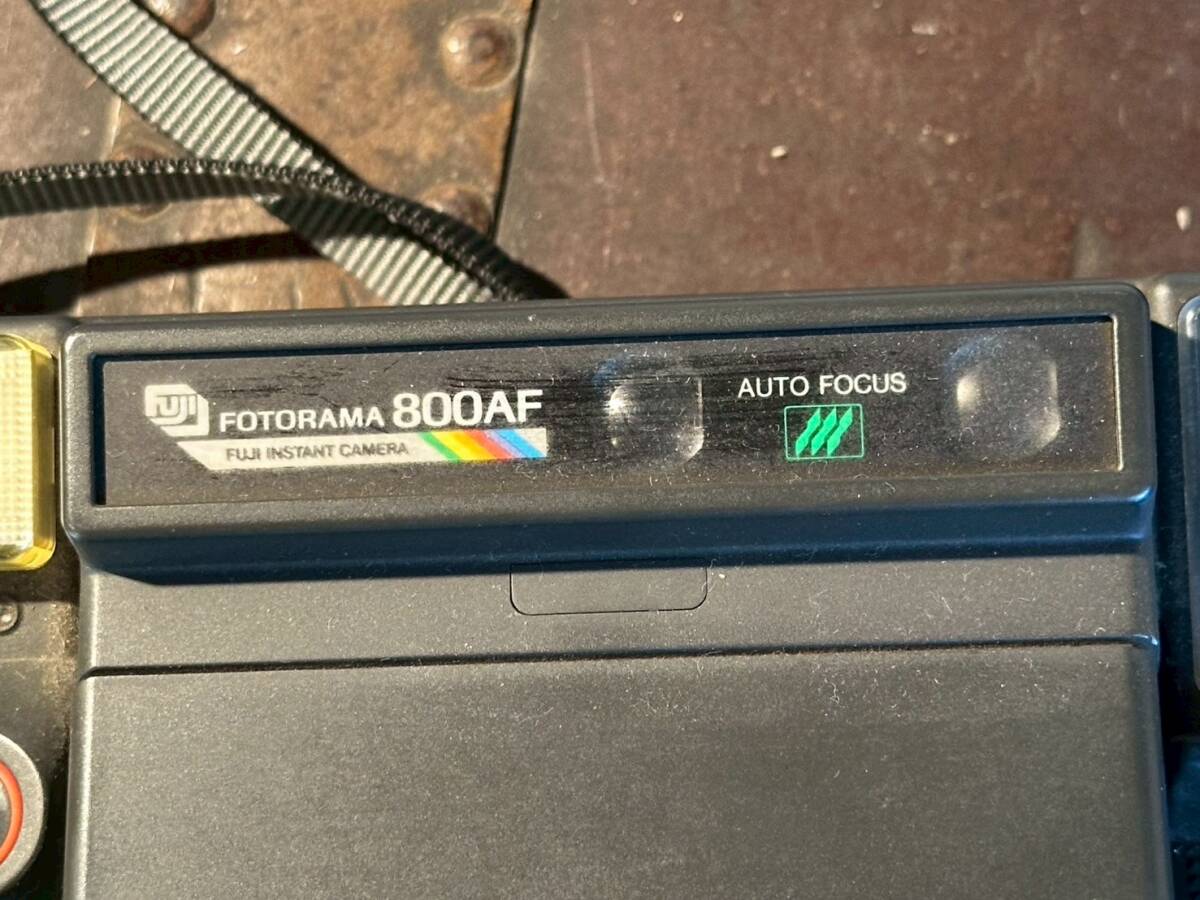 FUJI
FOTORAMA 800AF
FUJI INSTANT CAMERA
AUTO FOCUS